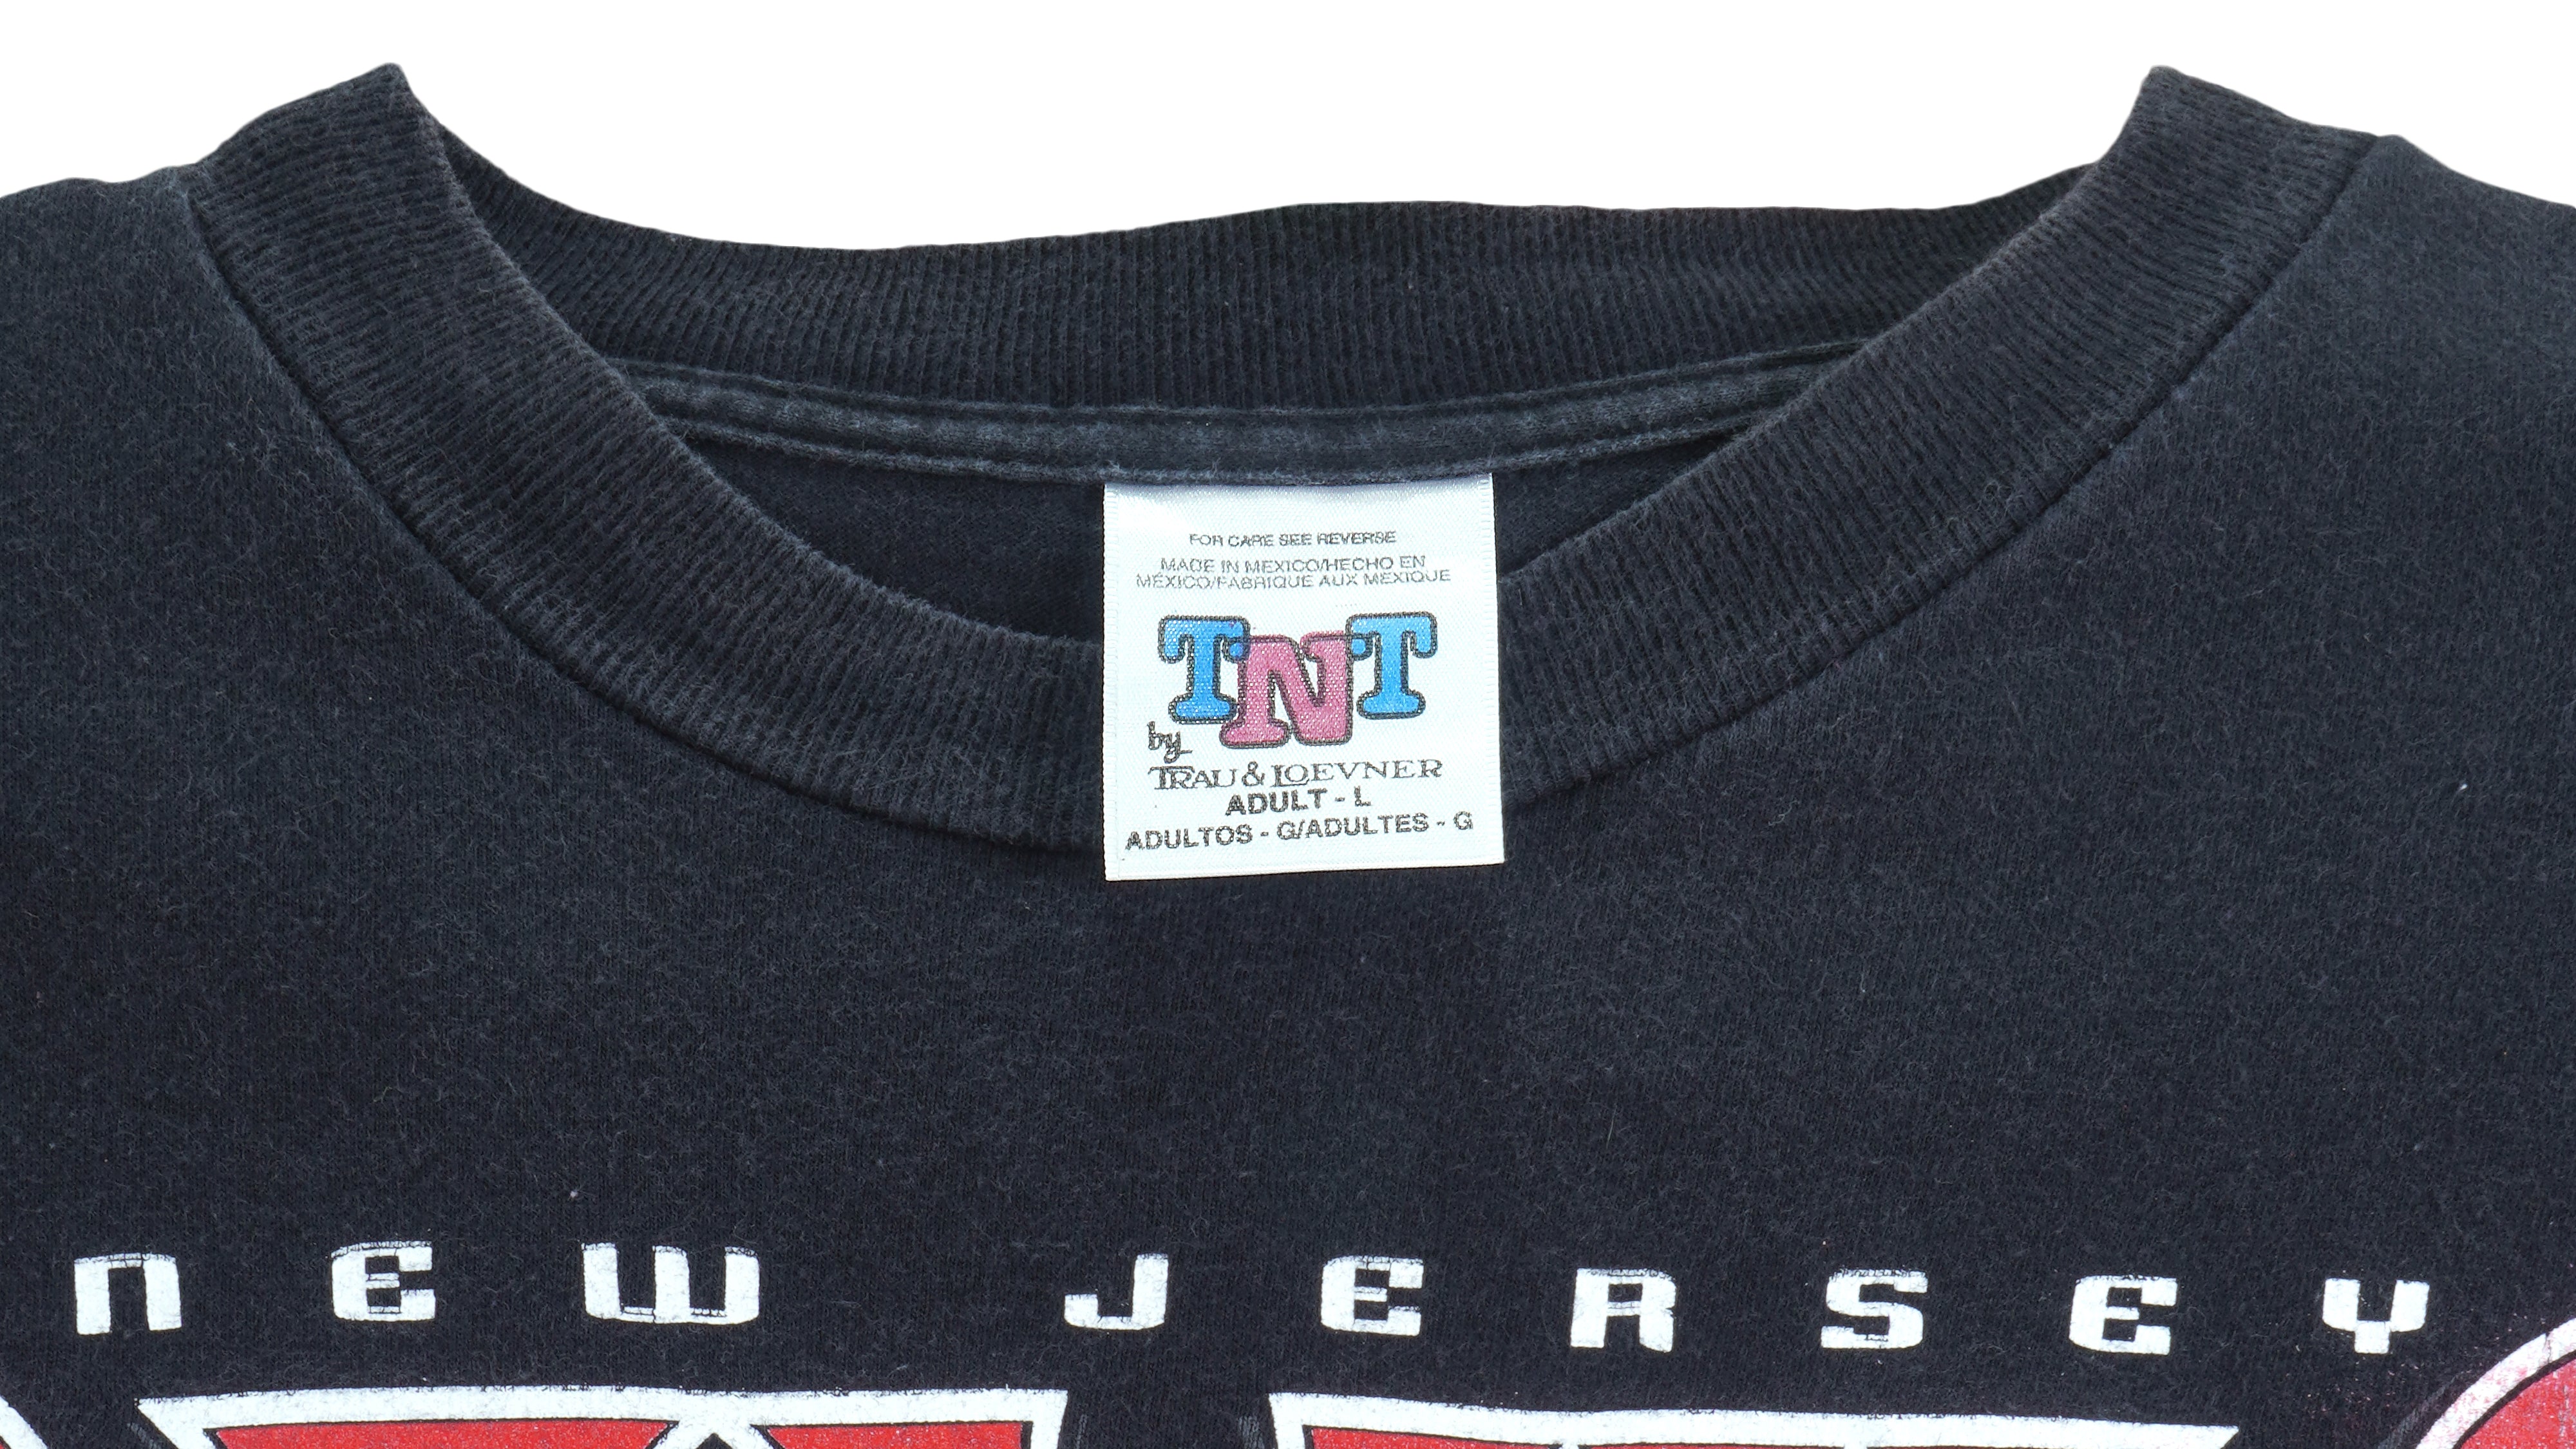 FOR CARE SEE REVERSE
MADE IN MEXICO/HECHO EN
MÉXICO/FABRIQUE AUX MEXIQUE
TNT
by
TRAU & LOEVNER
ADULT - L
ADULTOS - G/ADULTES - G
NEW JERSEY